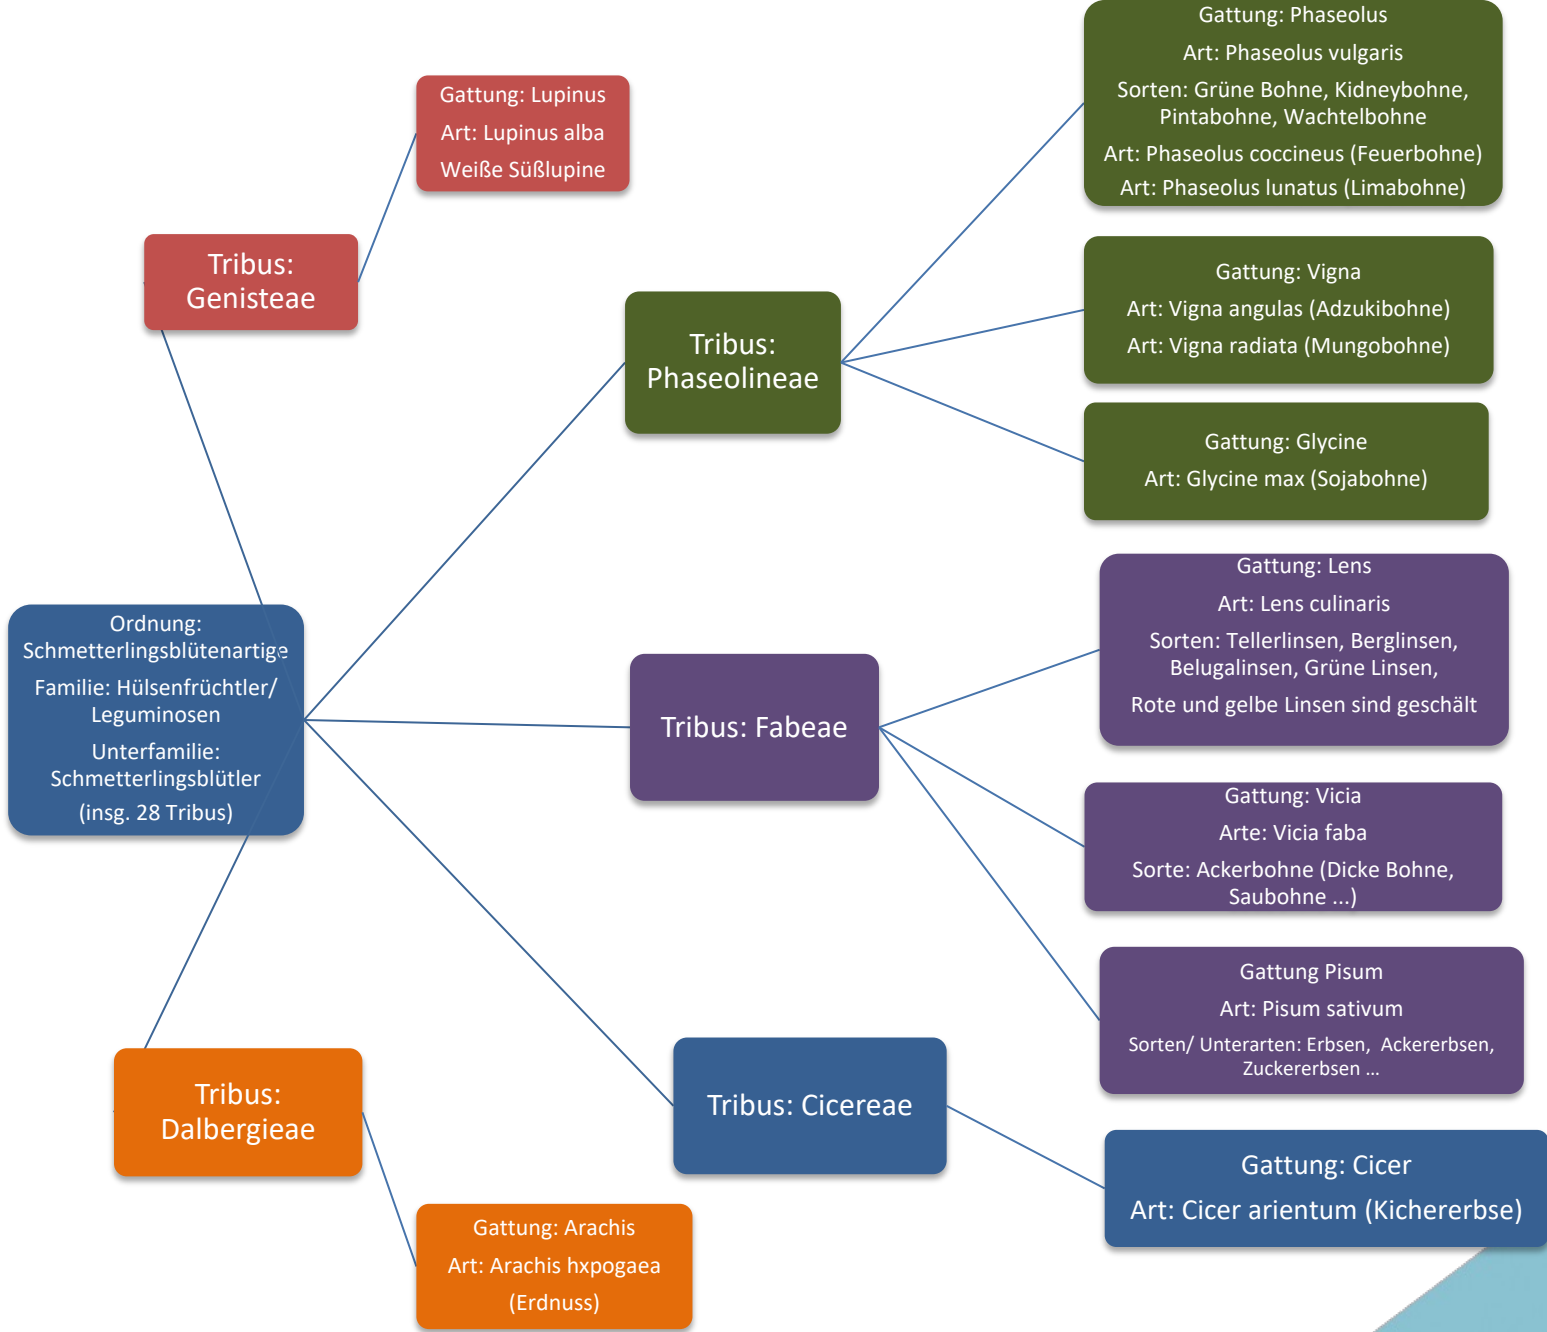 Gattung: Phaseolus
Art: Phaseolus vulgaris
Sorten: Grüne Bohne, Kidneybohne,
Pintabohne, Wachtelbohne
Art: Phaseolus coccineus (Feuerbohne)
Art: Phaseolus lunatus (Limabohne)
Gattung: Lupinus
Art: Lupinus alba
Weiße Süßlupine
Tribus:
Genisteae
Gattung: Vigna
Art: Vigna angulas (Adzukibohne)
Art: Vigna radiata (Mungobohne)
Tribus:
Phaseolineae
Gattung: Glycine
Art: Glycine max (Sojabohne)
Gattung: Lens
Art: Lens culinaris
Sorten: Tellerlinsen, Berglinsen,
Belugalinsen, Grüne Linsen,
Rote und gelbe Linsen sind geschält
Ordnung:
Schmetterlingsblütenartige
Familie: Hülsenfrüchtler/
Leguminosen
Unterfamilie:
Schmetterlingsblütler
(insg. 28 Tribus)
Tribus: Fabeae
Gattung: Vicia
Arte: Vicia faba
Sorte: Ackerbohne (Dicke Bohne,
Saubohne ...)
Gattung Pisum
Art: Pisum sativum
Sorten/ Unterarten: Erbsen, Ackererbsen,
Zuckererbsen ...
Tribus:
Dalbergieae
Tribus: Cicereae
Gattung: Cicer
Art: Cicer arientum (Kichererbse)
Gattung: Arachis
Art: Arachis hxpogaea
(Erdnuss)